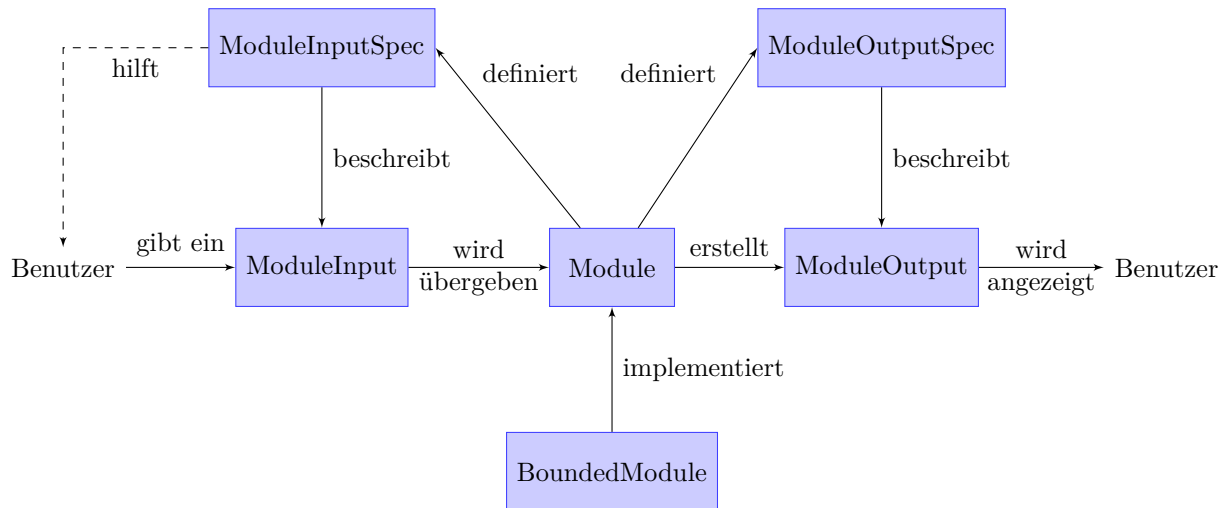 ModuleInputSpec
ModuleOutputSpec
hilft
definiert
definiert
beschreibt
beschreibt
Benutzer
gibt ein
ModuleInput
wird
übergeben
Module
erstellt
ModuleOutput
wird
angezeigt
Benutzer
implementiert
BoundedModule